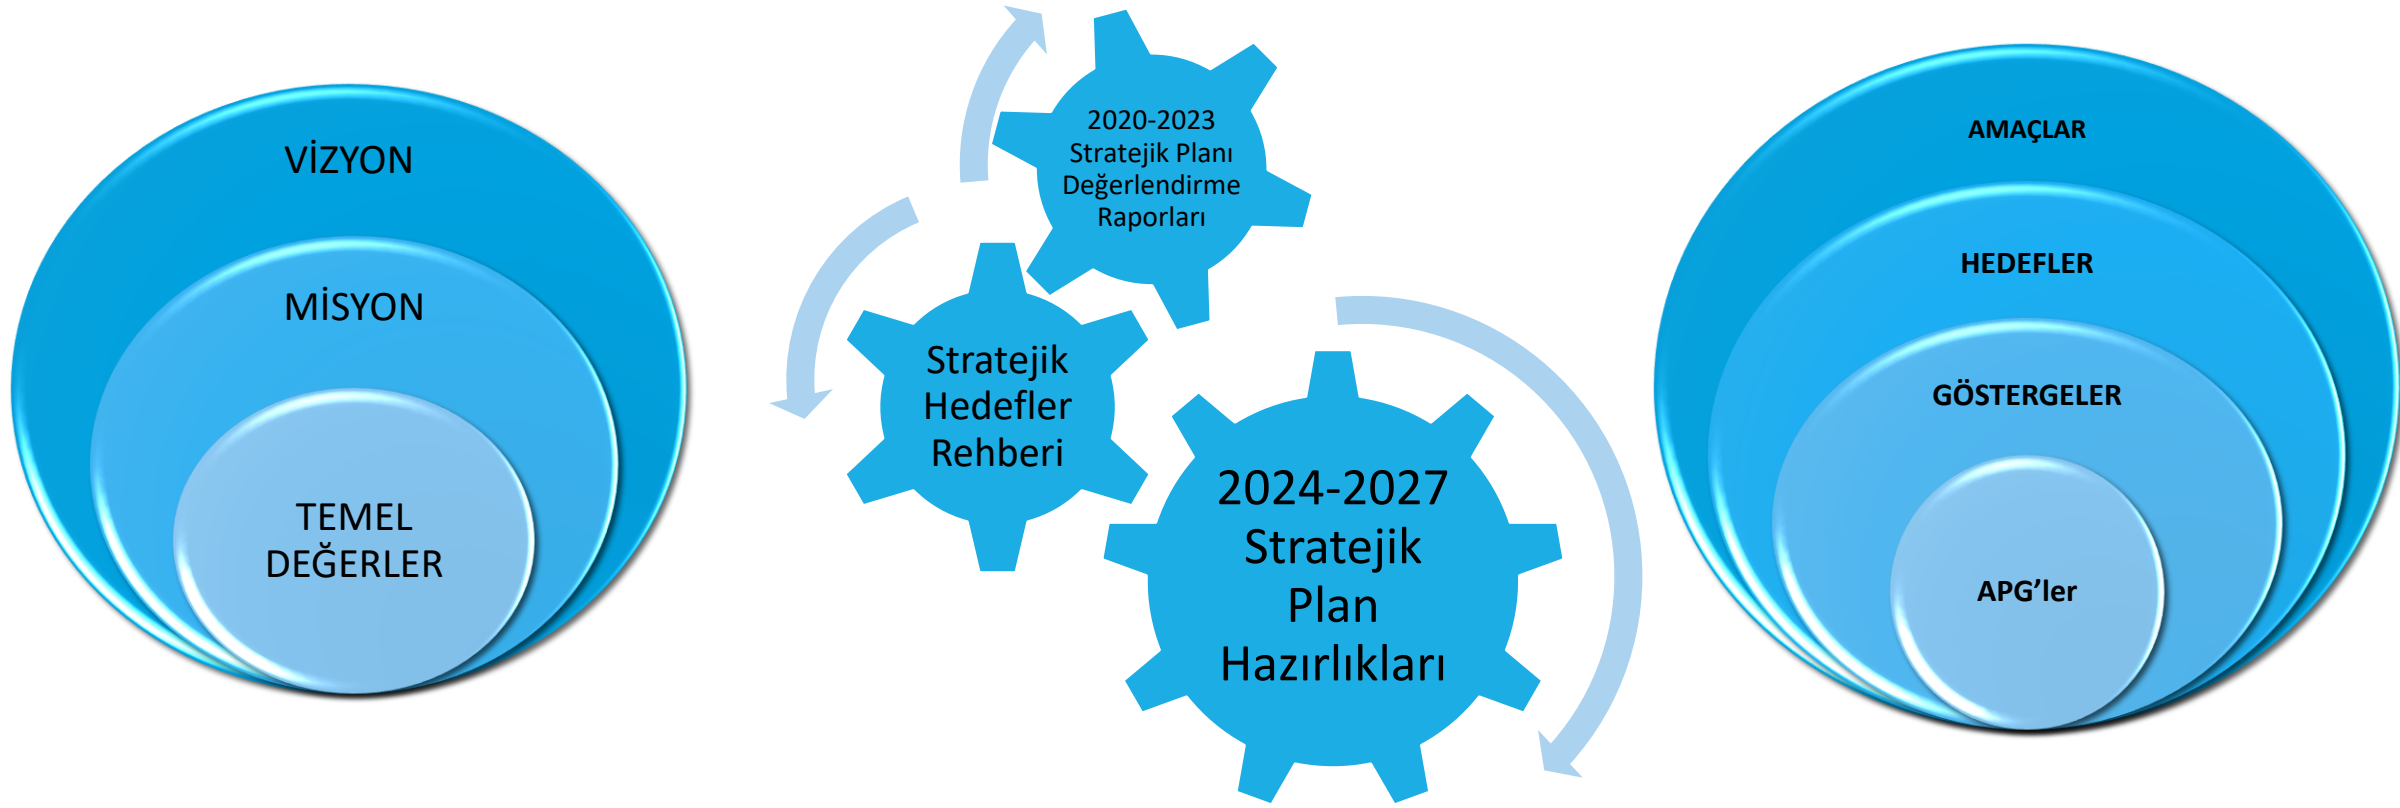 VİZYON
MİSYON
TEMEL
DEĞERLER
2020-2023
Stratejik Planı
Değerlendirme
Raporları
Stratejik
Hedefler
Rehberi
2024-2027
Stratejik
Plan
Hazırlıkları
AMAÇLAR
HEDEFLER
GÖSTERGELER
APG’ler